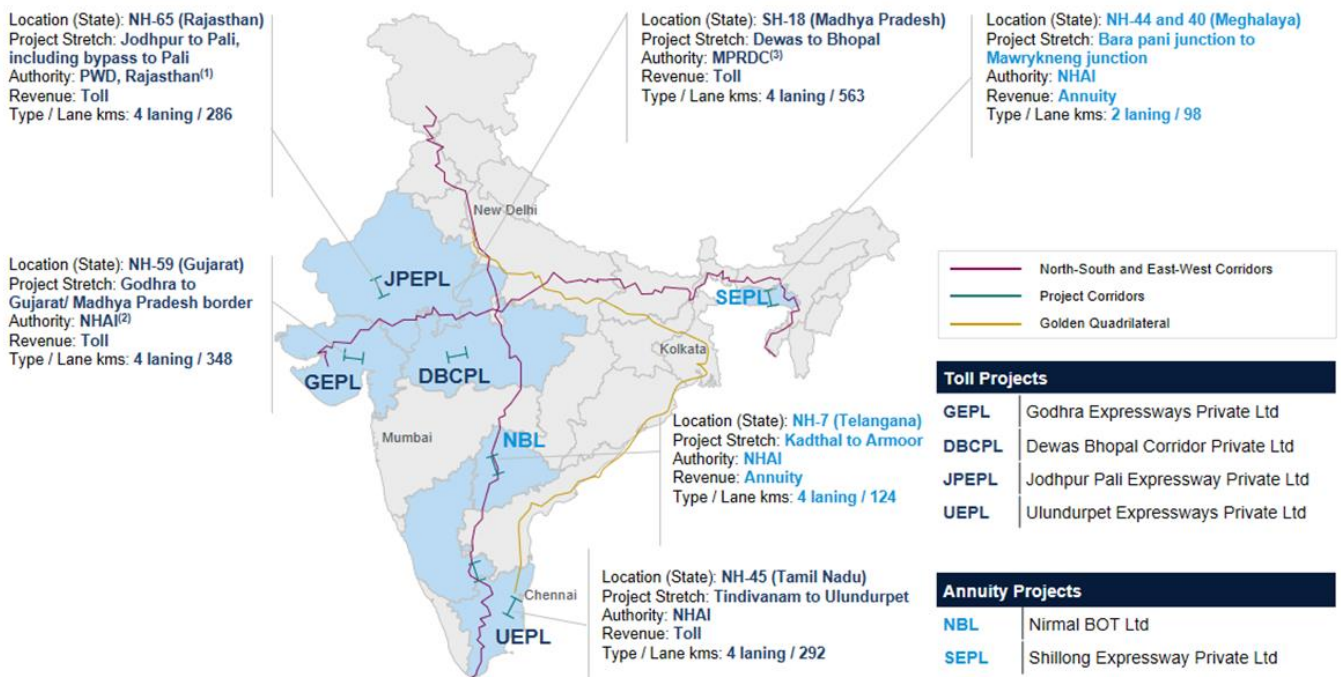 Location (State): NH-65 (Rajasthan)
Project Stretch: Jodhpur to Pali,
including bypass to Pali
Authority: PWD, Rajasthan(1)
Revenue: Toll
Type / Lane kms: 4 laning / 286
Location (State): SH-18 (Madhya Pradesh)
Project Stretch: Dewas to Bhopal
Authority: MPRDC(3)
Revenue: Toll
Type / Lane kms: 4 laning / 563
Location (State): NH-44 and 40 (Meghalaya)
Project Stretch: Bara pani junction to
Mawrykneng junction
Authority: NHAI
Revenue: Annuity
Type / Lane kms: 2 laning / 98
New Delhi
Location (State): NH-59 (Gujarat)
Project Stretch: Godhra to
Gujarat/ Madhya Pradesh border
Authority: NHAI(2)
Revenue: Toll
Type / Lane kms: 4 laning / 348
JPEPL
SEPL
GEPL
DBCPL
Kolkata
Mumbai
NBL
North-South and East-West Corridors
Project Corridors
Golden Quadrilateral
Location (State): NH-7 (Telangana)
Project Stretch: Kadthal to Armoor
Authority: NHAI
Revenue: Annuity
Type / Lane kms: 4 laning / 124
Toll Projects
GEPL Godhra Expressways Private Ltd
DBCPL Dewas Bhopal Corridor Private Ltd
JPEPL Jodhpur Pali Expressway Private Ltd
UEPL Ulundurpet Expressways Private Ltd
Chennai
UEPL
Location (State): NH-45 (Tamil Nadu)
Project Stretch: Tindivanam to Ulundurpet
Authority: NHAI
Revenue: Toll
Type / Lane kms: 4 laning / 292
Annuity Projects
NBL Nirmal BOT Ltd
SEPL Shillong Expressway Private Ltd